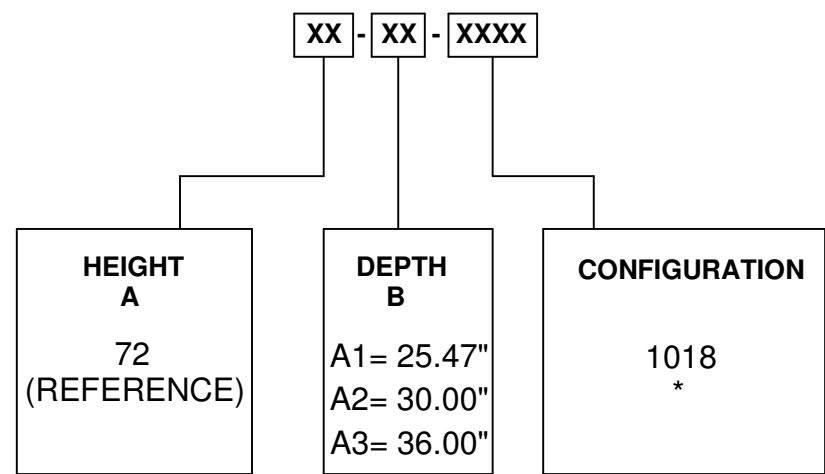 XX - XX - XXXX
HEIGHT
A
72
(REFERENCE)
DEPTH
B
A1= 25.47"
A2= 30.00"
A3= 36.00"
CONFIGURATION
1018
*